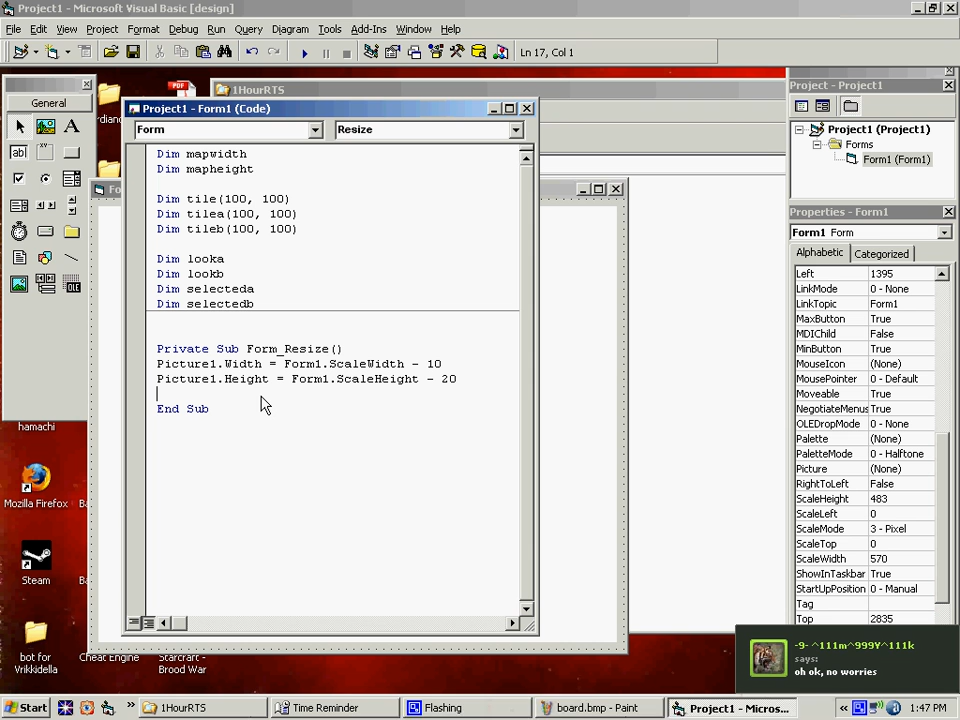 Project1 - Microsoft Visual Basic [design]
File Edit View Project Format Debug Run Query Diagram Tools Add-Ins Window Help
Ln 17, Col 1
General
PDF
1HourRTS
Project1 - Form1 (Code)
Form
Resize
Dim mapwidth
Dim mapheight
Dim tile(100, 100)
Dim tilea(100, 100)
Dim tileb(100, 100)
Dim looka
Dim lookb
Dim selecteda
Dim selectedb
Private Sub Form_Resize()
Picture1.Width = Form1.ScaleWidth - 10
Picture1.Height = Form1.ScaleHeight - 20
End Sub
Project - Project1
Project1 (Project1)
Forms
Form1 (Form1)
Properties - Form1
Form1 Form
Alphabetic Categorized
Left 1395
LinkMode 0 - None
LinkTopic Form1
MaxButton True
MDIChild False
MinButton True
MouseIcon (None)
MousePointer 0 - Default
Moveable True
NegotiateMenus True
OLEDropMode 0 - None
Palette (None)
PaletteMode 0 - Halftone
Picture (None)
RightToLeft False
ScaleHeight 483
ScaleLeft 0
ScaleMode 3 - Pixel
ScaleTop 0
ScaleWidth 570
ShowInTaskbar True
StartUpPosition 0 - Manual
Tag
Top 2835
hamachi
Mozilla Firefox
Steam
bot for
Vrikkidella
Cheat Engine
Starcraft -
Brood War
-9- ^111m^999Y^111k
says:
oh ok, no worries
Start
1HourRTS
Time Reminder
Flashing
board.bmp - Paint
Project1 - Micros...
1:47 PM